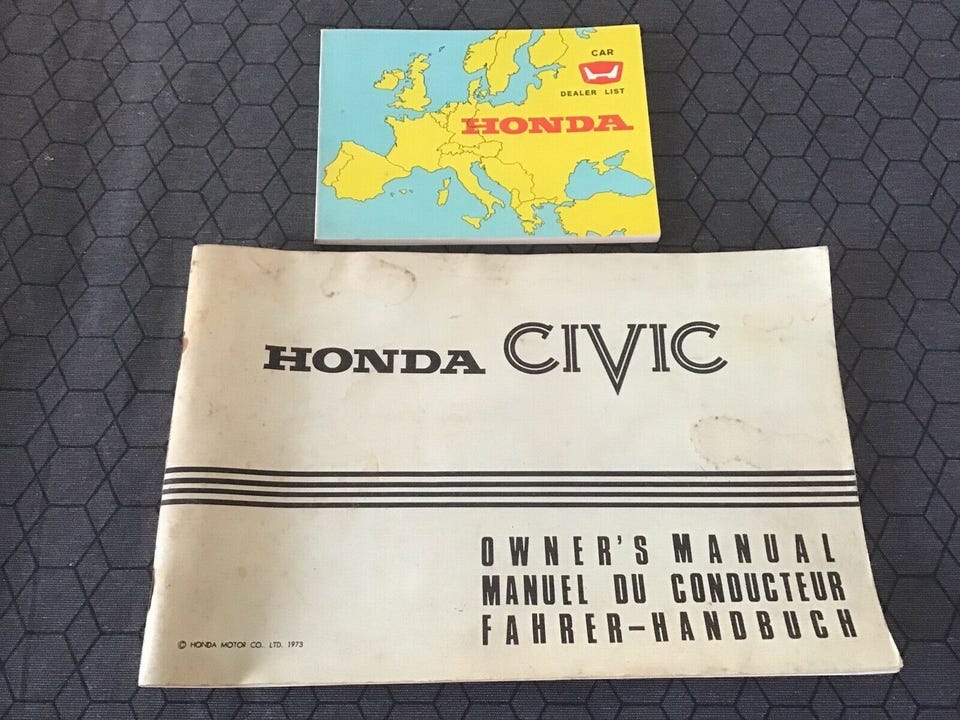 CAR
DEALER LIST
HONDA
HONDA CIVIC
OWNER'S MANUAL
MANUEL DU CONDUCTEUR
FAHRER-HANDBUCH
© HONDA MOTOR CO. LTD. 1973